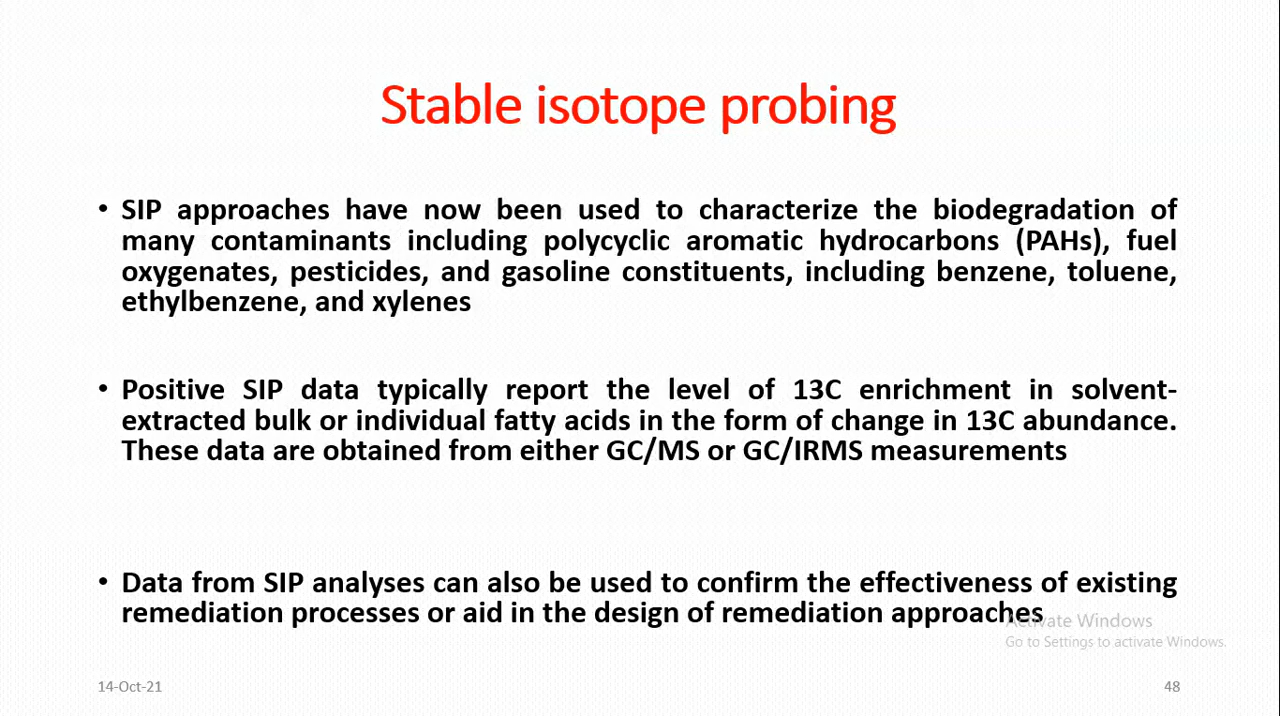 Stable isotope probing
• SIP approaches have now been used to characterize the biodegradation of
many contaminants including polycyclic aromatic hydrocarbons (PAHs), fuel
oxygenates, pesticides, and gasoline constituents, including benzene, toluene,
ethylbenzene, and xylenes
• Positive SIP data typically report the level of 13C enrichment in solvent-
extracted bulk or individual fatty acids in the form of change in 13C abundance.
These data are obtained from either GC/MS or GC/IRMS measurements
• Data from SIP analyses can also be used to confirm the effectiveness of existing
remediation processes or aid in the design of remediation approaches
Activate Windows
Go to Settings to activate Windows.
14-Oct-21
48